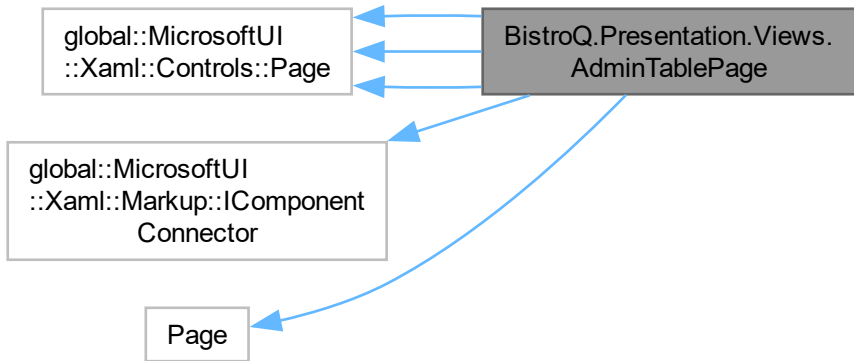 global::MicrosoftUI
::Xaml::Controls::Page
BistroQ.Presentation.Views.
AdminTablePage
global::MicrosoftUI
::Xaml::Markup::IComponent
Connector
Page